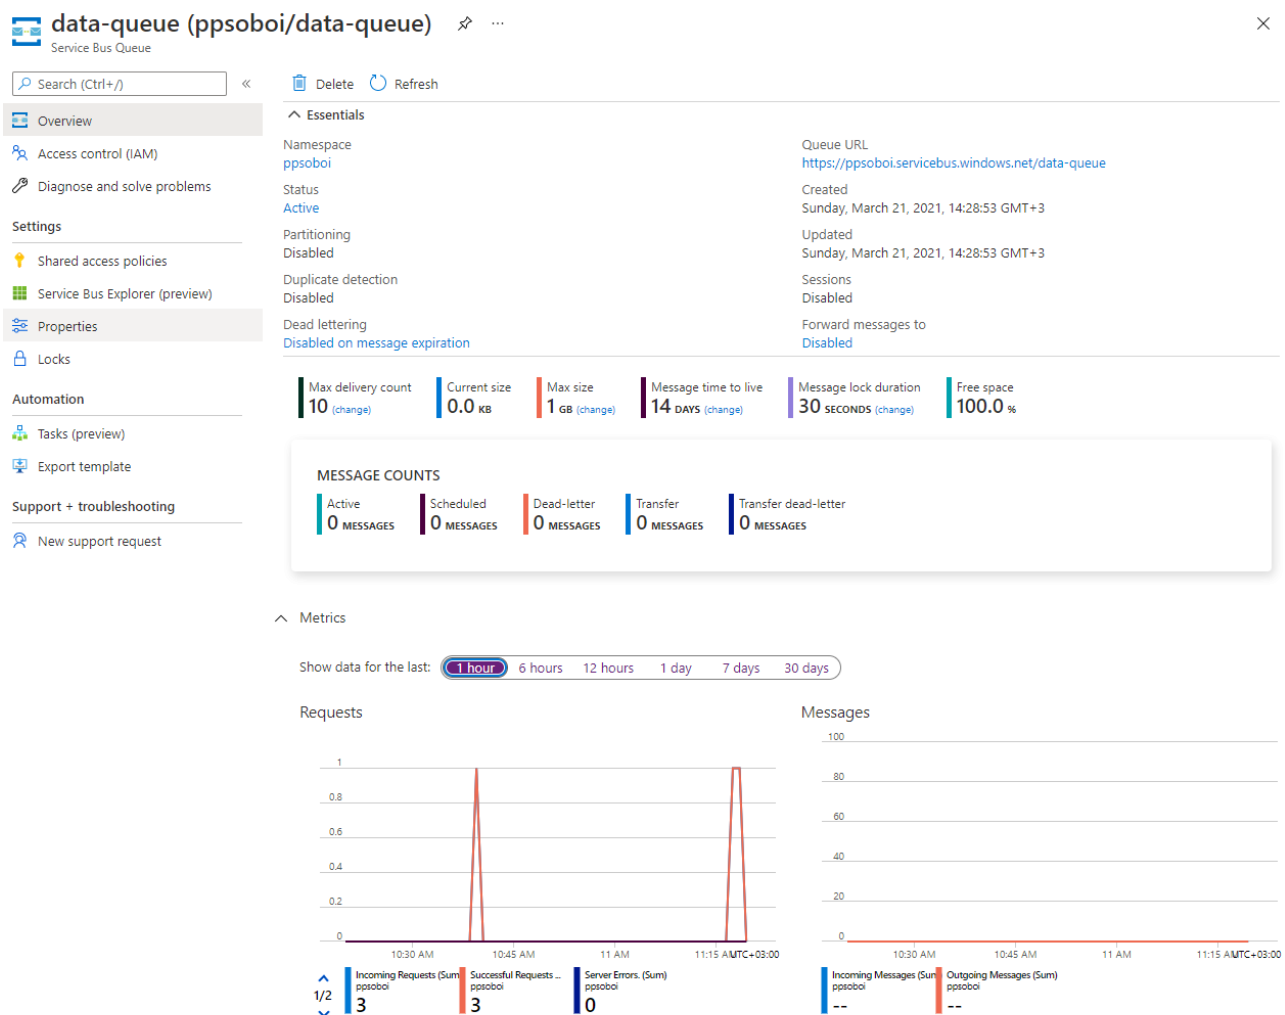 data-queue (ppsoboi/data-queue)
Service Bus Queue
Search (Ctrl+/)
Overview
Access control (IAM)
Diagnose and solve problems
Settings
Shared access policies
Service Bus Explorer (preview)
Properties
Locks
Automation
Tasks (preview)
Export template
Support + troubleshooting
New support request
Delete Refresh
Essentials
Namespace
ppsoboi
Status
Active
Partitioning
Disabled
Duplicate detection
Disabled
Dead lettering
Disabled on message expiration
Queue URL
https://ppsoboi.servicebus.windows.net/data-queue
Created
Sunday, March 21, 2021, 14:28:53 GMT+3
Updated
Sunday, March 21, 2021, 14:28:53 GMT+3
Sessions
Disabled
Forward messages to
Disabled
Max delivery count
10 (change)
Current size
0.0 KB
Max size
1 GB (change)
Message time to live
14 DAYS (change)
Message lock duration
30 SECONDS (change)
Free space
100.0 %
MESSAGE COUNTS
Active
0 MESSAGES
Scheduled
0 MESSAGES
Dead-letter
0 MESSAGES
Transfer
0 MESSAGES
Transfer dead-letter
0 MESSAGES
Metrics
Show data for the last: 1 hour 6 hours 12 hours 1 day 7 days 30 days
Requests
1
0.8
0.6
0.4
0.2
0
10:30 AM 10:45 AM 11 AM 11:15 AM UTC+03:00
1/2
Incoming Requests (Sum)
ppsoboi
3
Successful Requests ...
ppsoboi
3
Server Errors. (Sum)
ppsoboi
0
Messages
100
80
60
40
20
0
10:30 AM 10:45 AM 11 AM 11:15 AM UTC+03:00
Incoming Messages (Sum)
ppsoboi
--
Outgoing Messages (Sum)
ppsoboi
--